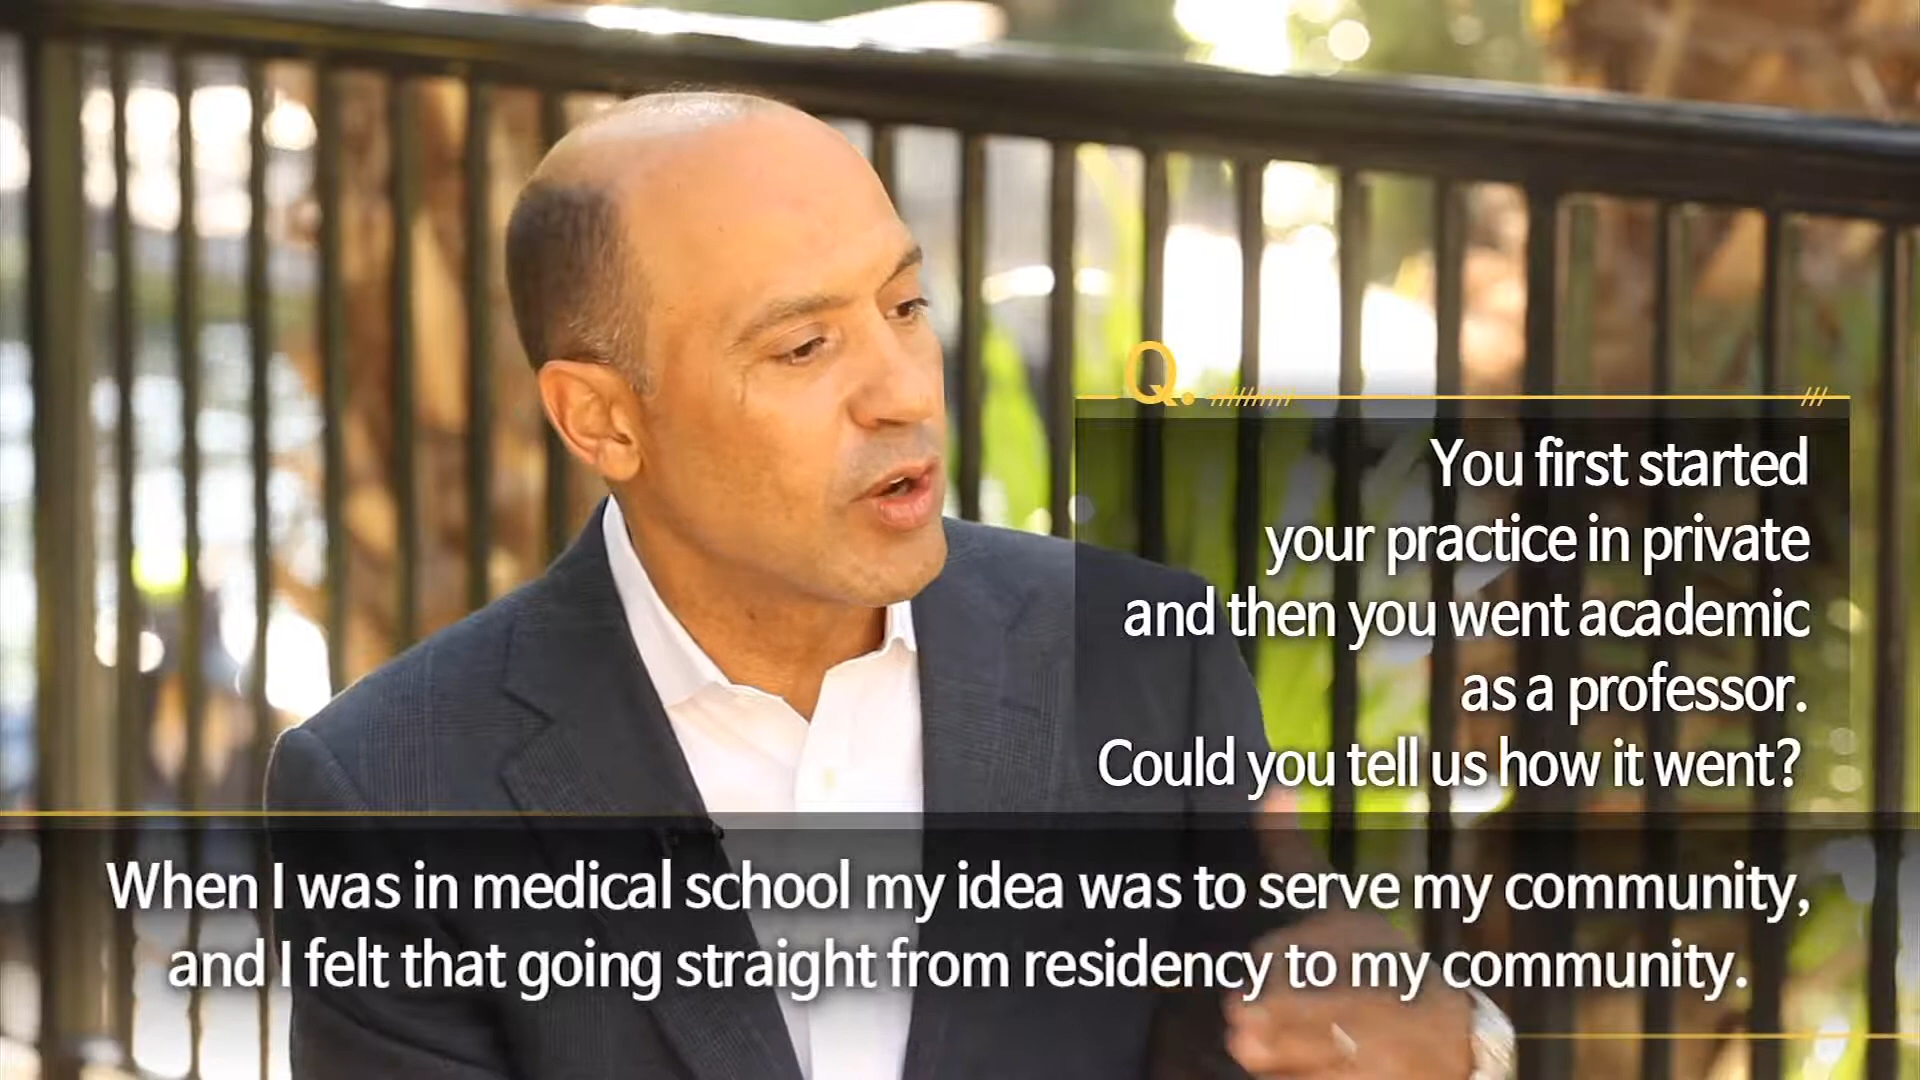 Q.
You first started
your practice in private
and then you went academic
as a professor.
Could you tell us how it went?
When I was in medical school my idea was to serve my community,
and I felt that going straight from residency to my community.